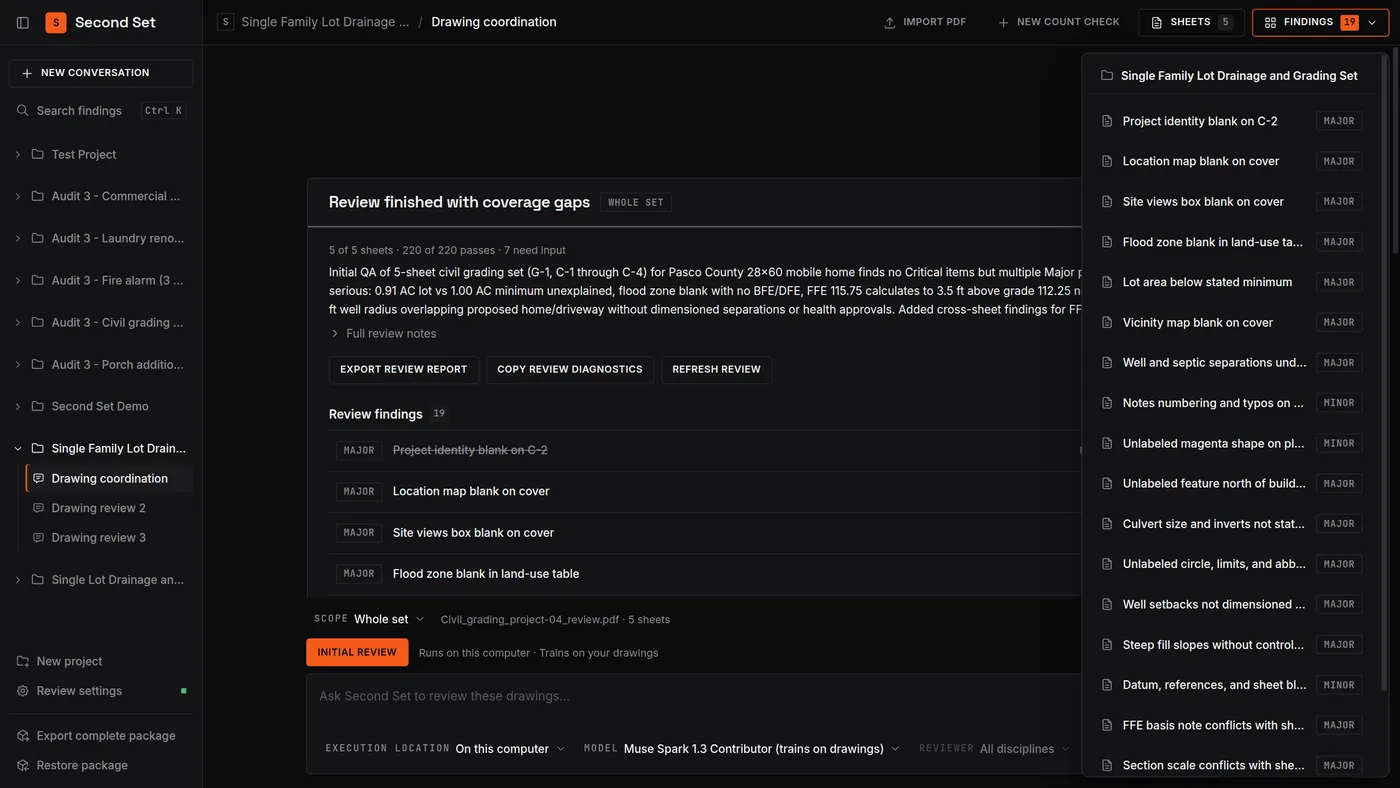 S Second Set
S Single Family Lot Drainage ... / Drawing coordination
IMPORT PDF
NEW COUNT CHECK
SHEETS 5
FINDINGS 19
NEW CONVERSATION
Search findings Ctrl K
Test Project
Audit 3 - Commercial ...
Audit 3 - Laundry reno...
Audit 3 - Fire alarm (3 ...
Audit 3 - Civil grading ...
Audit 3 - Porch additio...
Second Set Demo
Single Family Lot Drain...
Drawing coordination
Drawing review 2
Drawing review 3
Single Lot Drainage an...
New project
Review settings
Export complete package
Restore package
Review finished with coverage gaps WHOLE SET
5 of 5 sheets · 220 of 220 passes · 7 need input
Initial QA of 5-sheet civil grading set (G-1, C-1 through C-4) for Pasco County 28×60 mobile home finds no Critical items but multiple Major p
serious: 0.91 AC lot vs 1.00 AC minimum unexplained, flood zone blank with no BFE/DFE, FFE 115.75 calculates to 3.5 ft above grade 112.25 n
ft well radius overlapping proposed home/driveway without dimensioned separations or health approvals. Added cross-sheet findings for FF
Full review notes
EXPORT REVIEW REPORT
COPY REVIEW DIAGNOSTICS
REFRESH REVIEW
Review findings 19
MAJOR Project identity blank on C-2
MAJOR Location map blank on cover
MAJOR Site views box blank on cover
MAJOR Flood zone blank in land-use table
SCOPE Whole set Civil_grading_project-04_review.pdf · 5 sheets
INITIAL REVIEW Runs on this computer · Trains on your drawings
Ask Second Set to review these drawings...
EXECUTION LOCATION On this computer MODEL Muse Spark 1.3 Contributor (trains on drawings) REVIEWER All disciplines
Single Family Lot Drainage and Grading Set
Project identity blank on C-2 MAJOR
Location map blank on cover MAJOR
Site views box blank on cover MAJOR
Flood zone blank in land-use ta... MAJOR
Lot area below stated minimum MAJOR
Vicinity map blank on cover MAJOR
Well and septic separations und... MAJOR
Notes numbering and typos on ... MINOR
Unlabeled magenta shape on pl... MINOR
Unlabeled feature north of build... MAJOR
Culvert size and inverts not stat... MAJOR
Unlabeled circle, limits, and abb... MAJOR
Well setbacks not dimensioned ... MAJOR
Steep fill slopes without control... MAJOR
Datum, references, and sheet bl... MINOR
FFE basis note conflicts with sh... MAJOR
Section scale conflicts with she... MAJOR